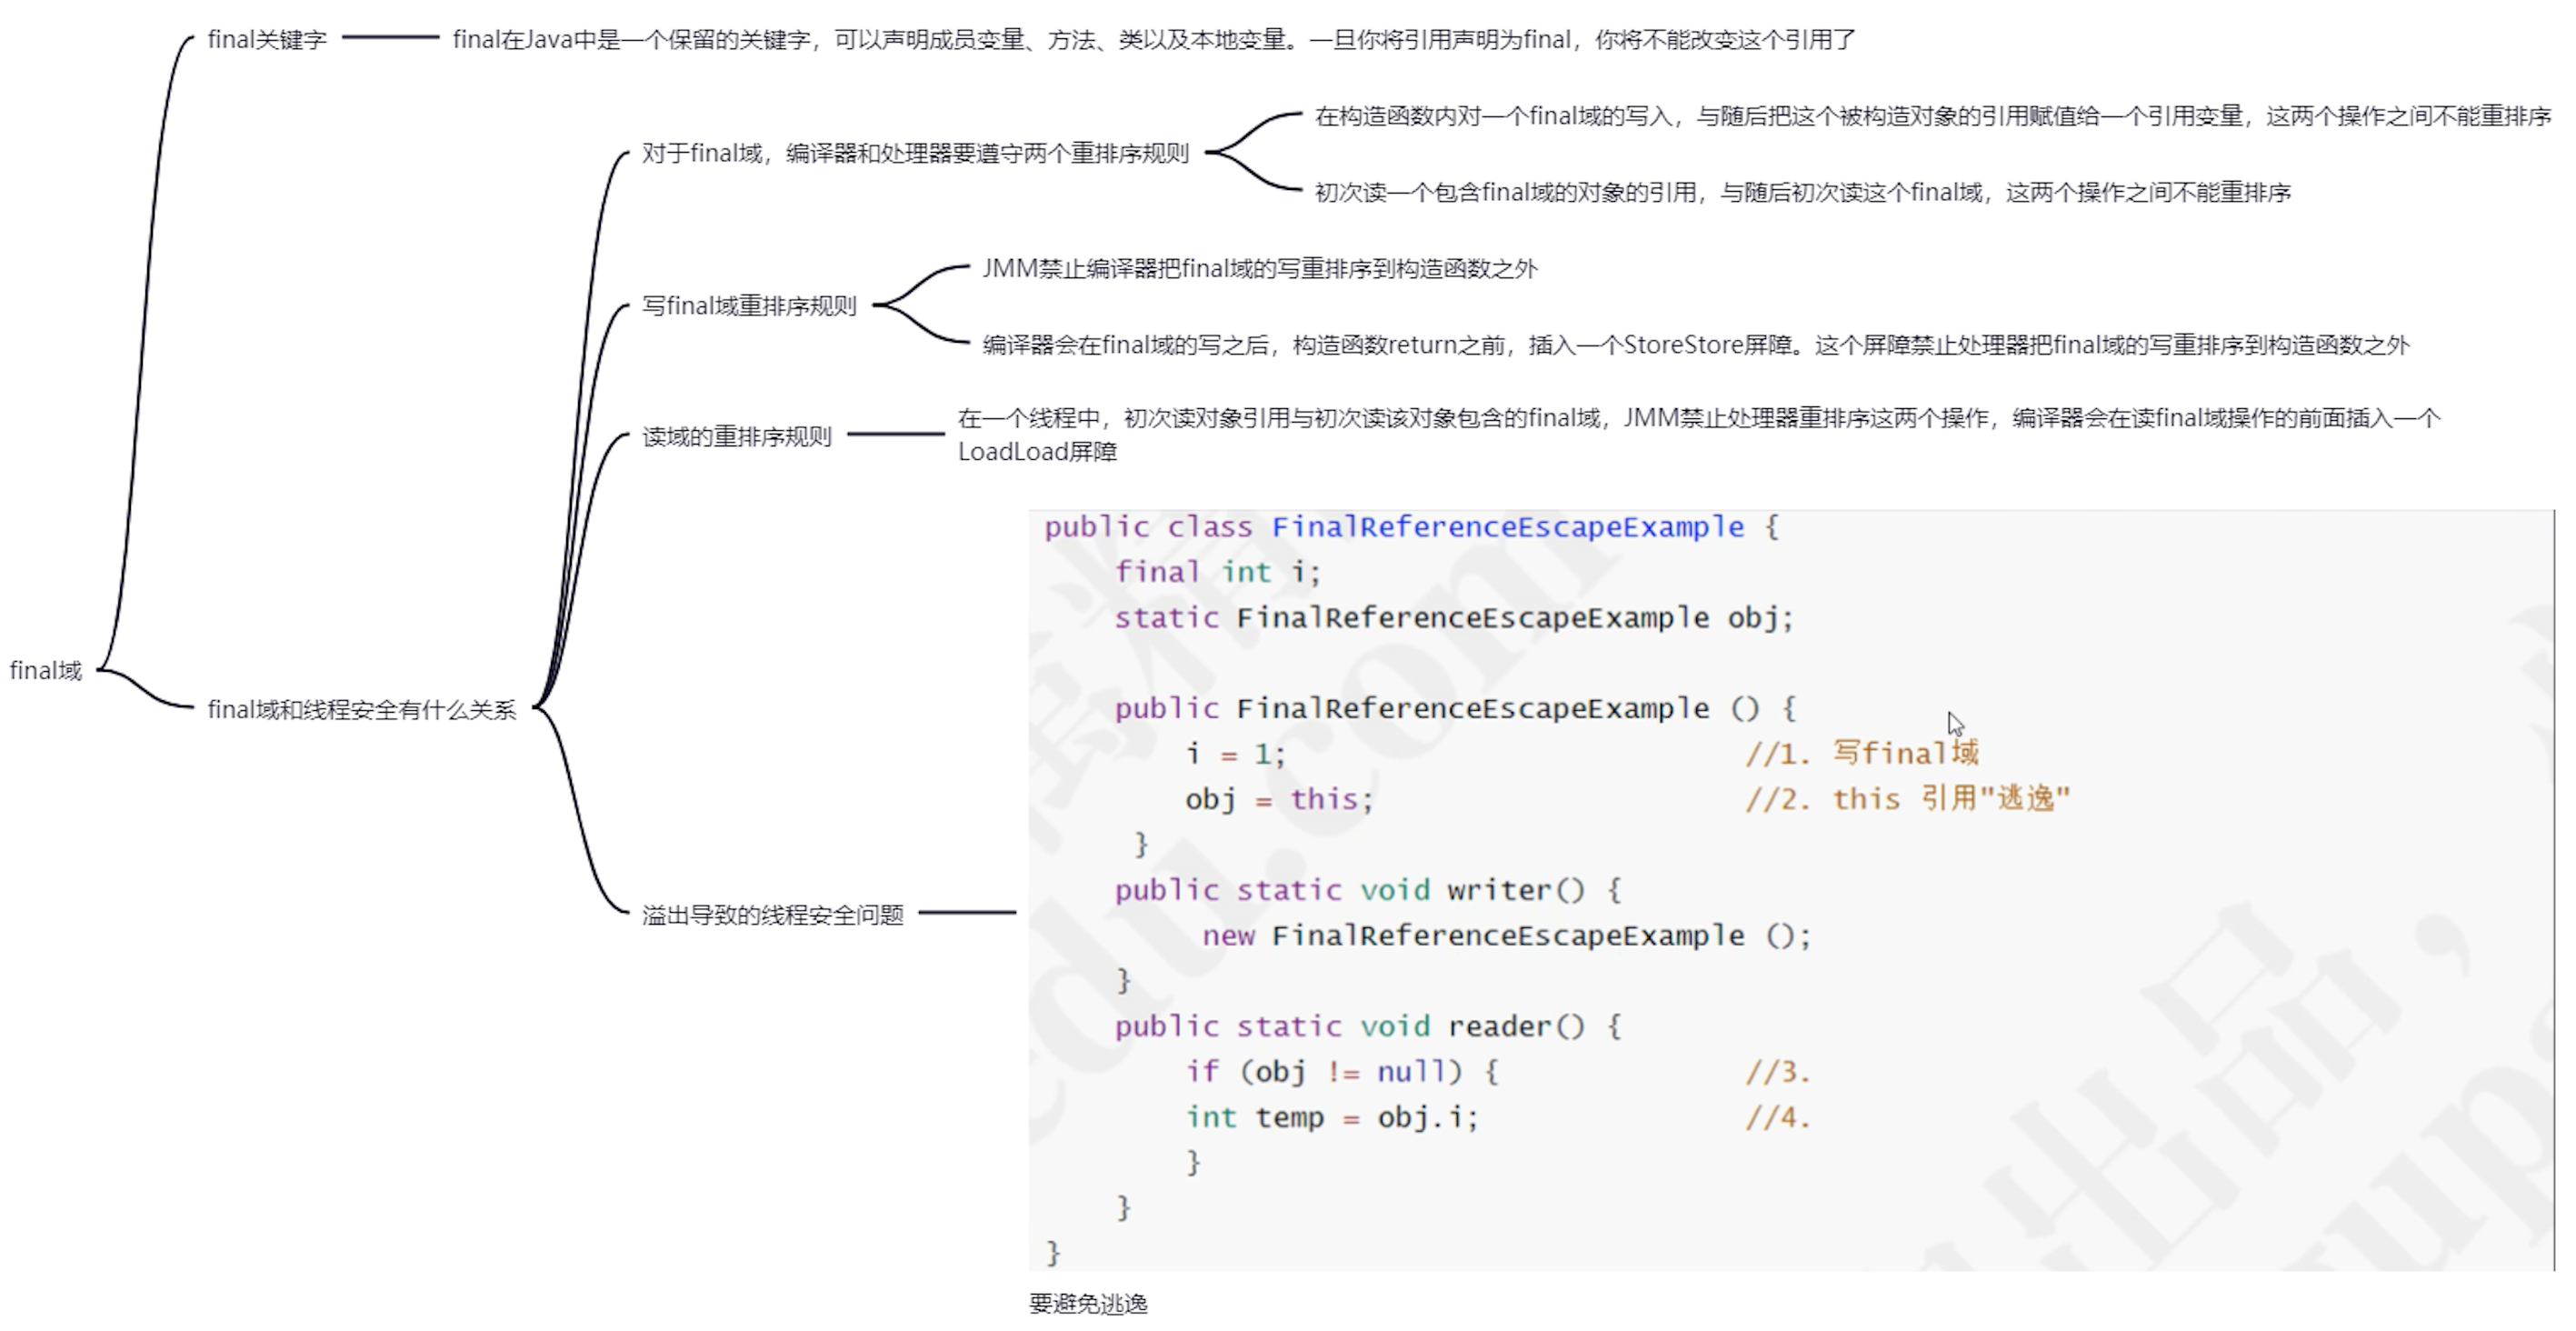 final关键字
final在Java中是一个保留的关键字，可以声明成员变量、方法、类以及本地变量。一旦你将引用声明为final，你将不能改变这个引用了
对于final域，编译器和处理器要遵守两个重排序规则
在构造函数内对一个final域的写入，与随后把这个被构造对象的引用赋值给一个引用变量，这两个操作之间不能重排序
初次读一个包含final域的对象的引用，与随后初次读这个final域，这两个操作之间不能重排序
写final域重排序规则
JMM禁止编译器把final域的写重排序到构造函数之外
编译器会在final域的写之后，构造函数return之前，插入一个StoreStore屏障。这个屏障禁止处理器把final域的写重排序到构造函数之外
读域的重排序规则
在一个线程中，初次读对象引用与初次读该对象包含的final域，JMM禁止处理器重排序这两个操作，编译器会在读final域操作的前面插入一个
LoadLoad屏障
final域
final域和线程安全有什么关系
溢出导致的线程安全问题
public class FinalReferenceEscapeExample {
final int i;
static FinalReferenceEscapeExample obj;
public FinalReferenceEscapeExample () {
i = 1; //1. 写final域
obj = this; //2. this 引用"逃逸"
}
public static void writer() {
new FinalReferenceEscapeExample ();
}
public static void reader() {
if (obj != null) { //3.
int temp = obj.i; //4.
}
}
}
要避免逃逸